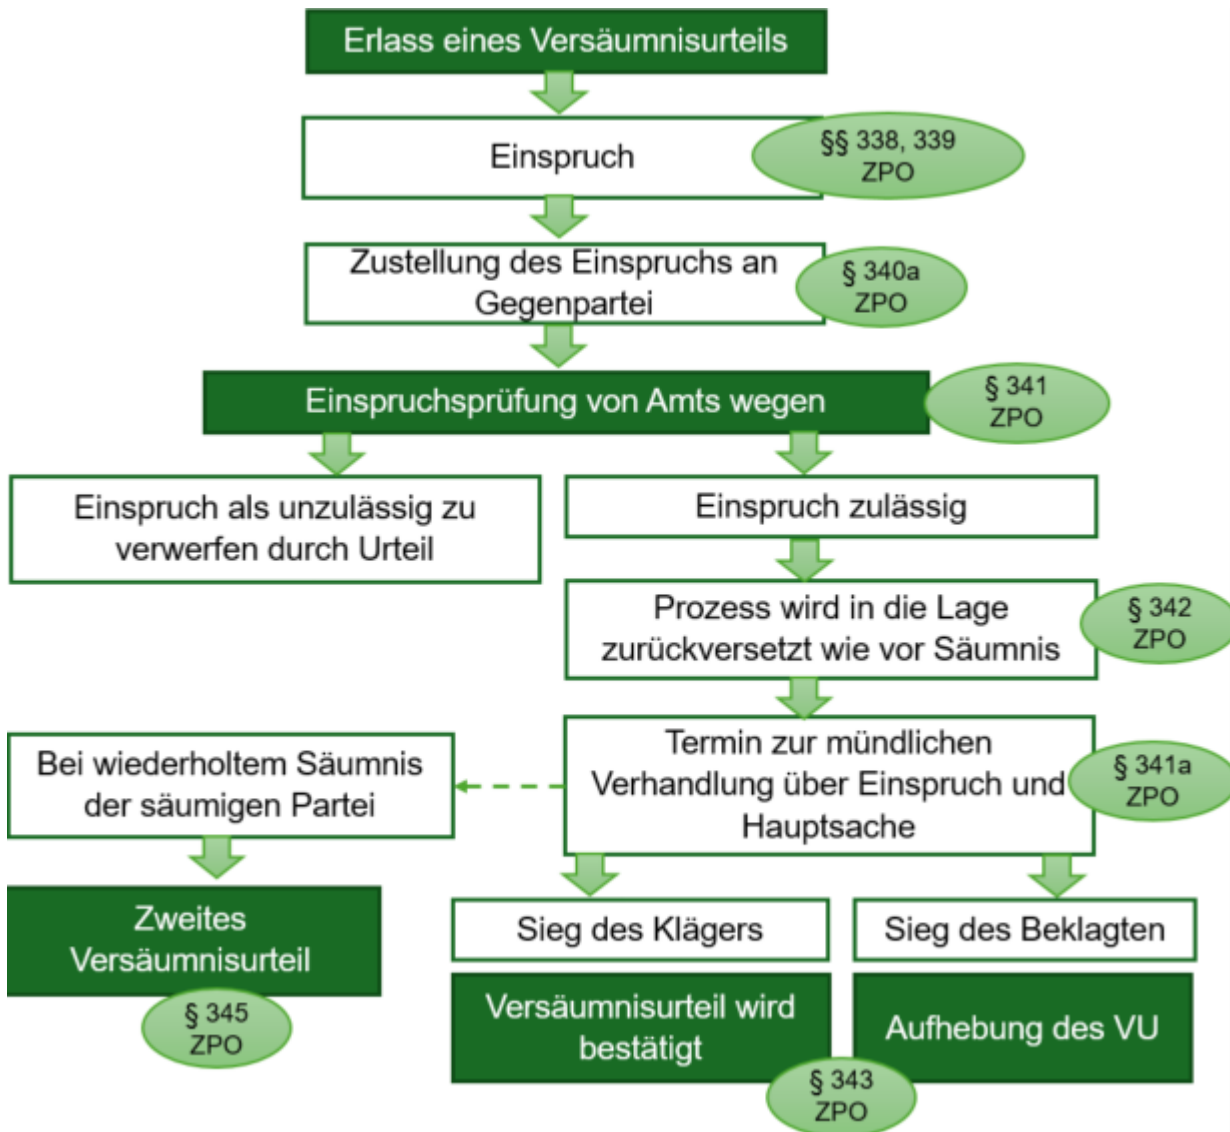 Erlass eines Versäumnisurteils
Einspruch
§§ 338, 339
ZPO
Zustellung des Einspruchs an
Gegenpartei
§ 340a
ZPO
Einspruchsprüfung von Amts wegen
§ 341
ZPO
Einspruch als unzulässig zu
verwerfen durch Urteil
Einspruch zulässig
Prozess wird in die Lage
zurückversetzt wie vor Säumnis
§ 342
ZPO
Termin zur mündlichen
Verhandlung über Einspruch und
Hauptsache
§ 341a
ZPO
Bei wiederholtem Säumnis
der säumigen Partei
Zweites
Versäumnisurteil
§ 345
ZPO
Sieg des Klägers
Sieg des Beklagten
Versäumnisurteil wird
bestätigt
Aufhebung des VU
§ 343
ZPO